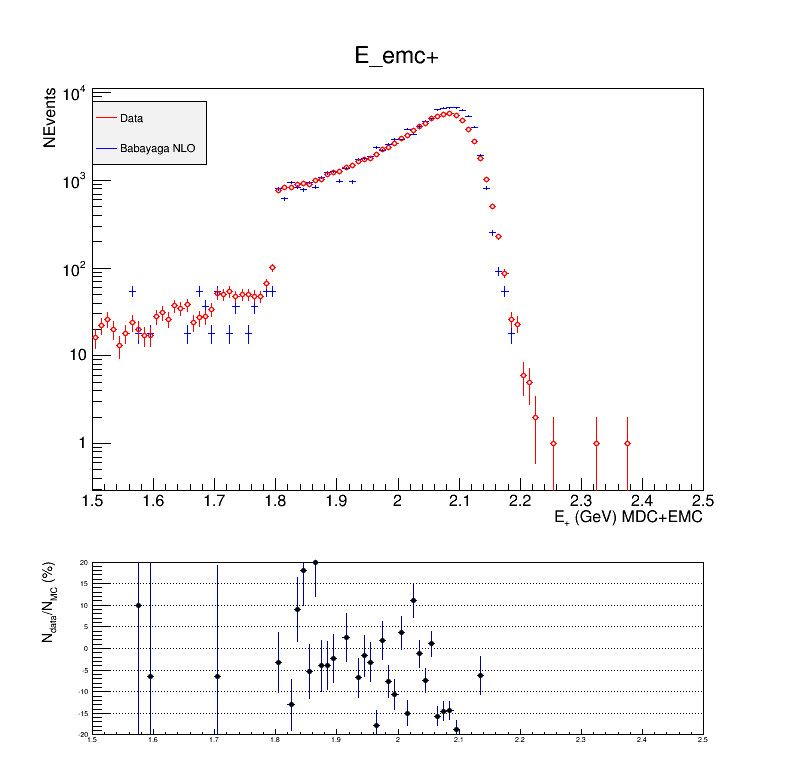 E_emc+
NEvents
10^4
10^3
10^2
10
1
Data
Babayaga NLO
1.5 1.6 1.7 1.8 1.9 2 2.1 2.2 2.3 2.4 2.5
E_+ (GeV) MDC+EMC
N_data/N_MC (%)
20
15
10
5
0
-5
-10
-15
-20
1.5 1.6 1.7 1.8 1.9 2 2.1 2.2 2.3 2.4 2.5